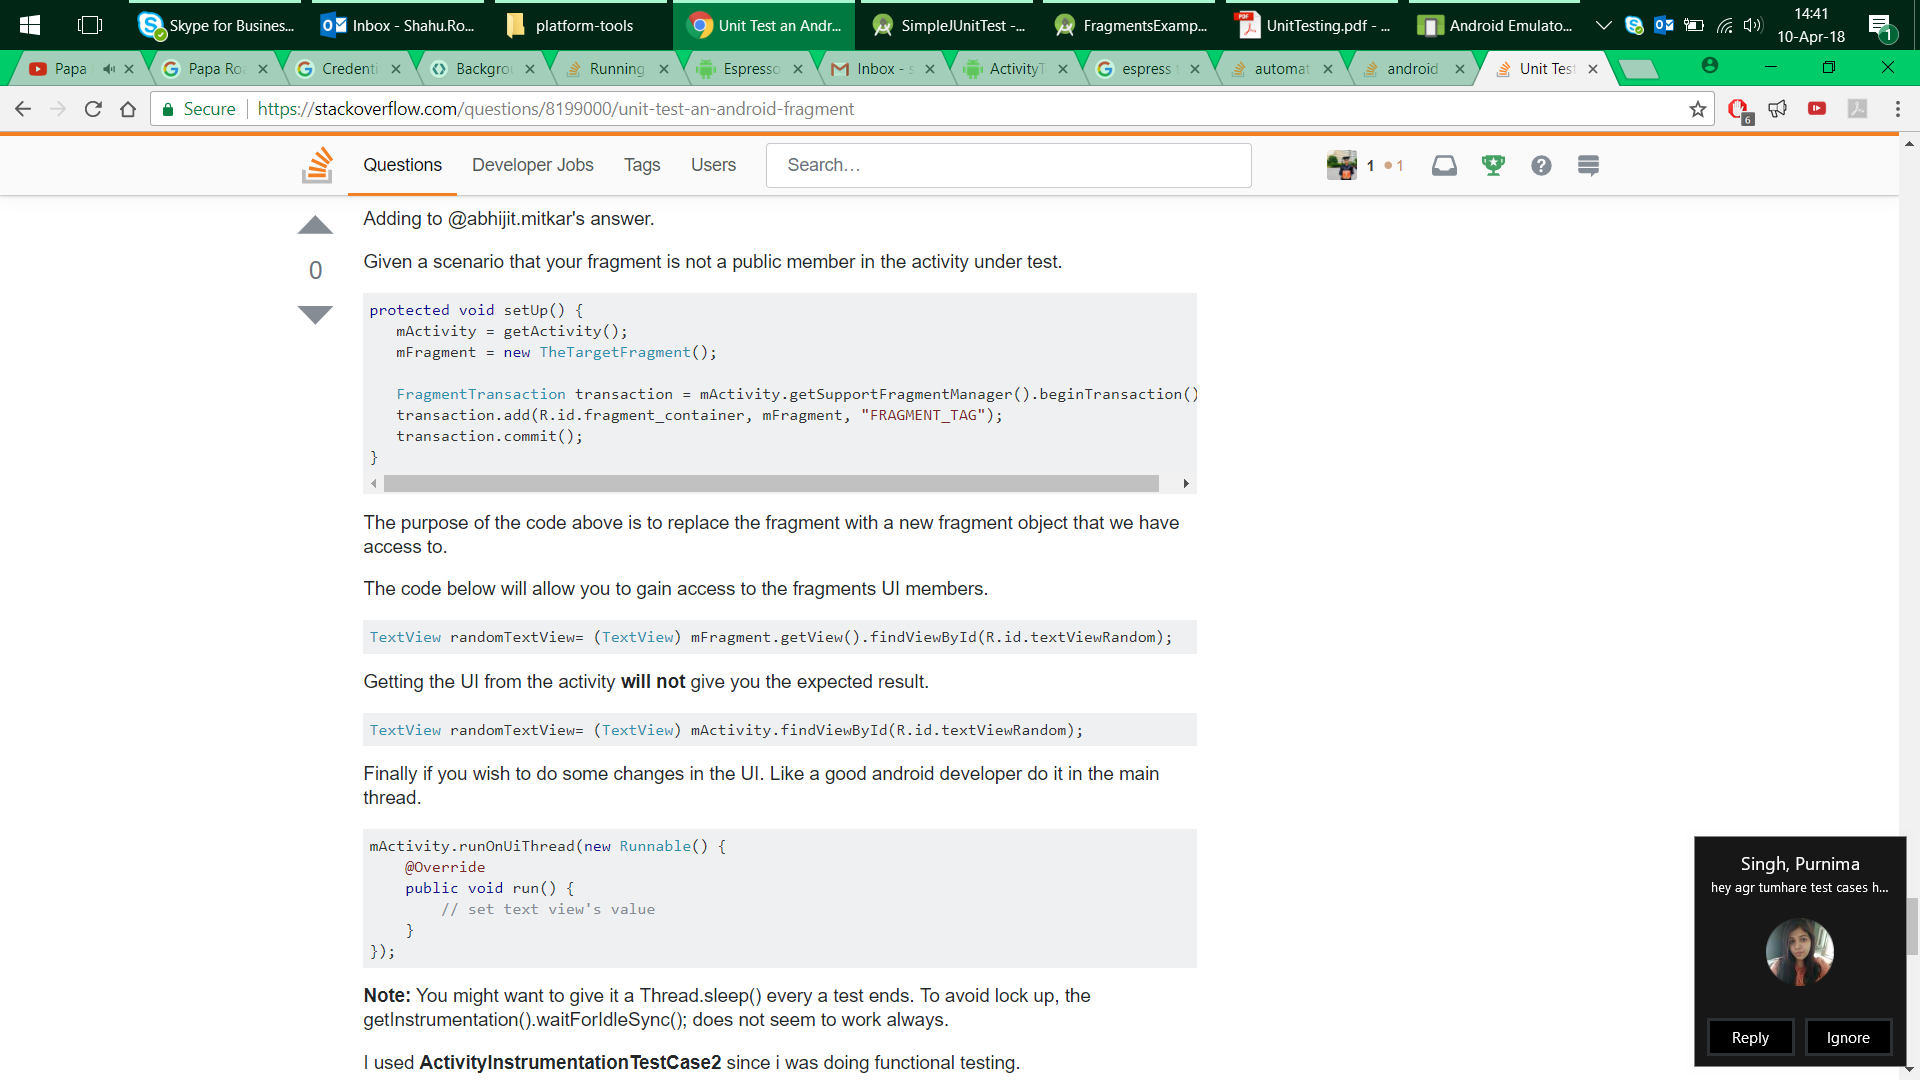 Skype for Busines...
Inbox - Shahu.Ro...
platform-tools
Unit Test an Andr...
SimpleJUnitTest -...
FragmentsExamp...
UnitTesting.pdf - ...
Android Emulato...
14:41
10-Apr-18
1
Papa
Papa Ro
Credenti
Backgro
Running
Espresso
Inbox - s
ActivityT
espress t
automat
android
Unit Tes
Secure
https://stackoverflow.com/questions/8199000/unit-test-an-android-fragment
6
Questions
Developer Jobs
Tags
Users
Search...
1 ● 1
Adding to @abhijit.mitkar's answer.
0
Given a scenario that your fragment is not a public member in the activity under test.
protected void setUp() {
mActivity = getActivity();
mFragment = new TheTargetFragment();
FragmentTransaction transaction = mActivity.getSupportFragmentManager().beginTransaction()
transaction.add(R.id.fragment_container, mFragment, "FRAGMENT_TAG");
transaction.commit();
}
The purpose of the code above is to replace the fragment with a new fragment object that we have
access to.
The code below will allow you to gain access to the fragments UI members.
TextView randomTextView= (TextView) mFragment.getView().findViewById(R.id.textViewRandom);
Getting the UI from the activity will not give you the expected result.
TextView randomTextView= (TextView) mActivity.findViewById(R.id.textViewRandom);
Finally if you wish to do some changes in the UI. Like a good android developer do it in the main
thread.
mActivity.runOnUiThread(new Runnable() {
@Override
public void run() {
// set text view's value
}
});
Note: You might want to give it a Thread.sleep() every a test ends. To avoid lock up, the
getInstrumentation().waitForIdleSync(); does not seem to work always.
I used ActivityInstrumentationTestCase2 since i was doing functional testing.
Singh, Purnima
hey agr tumhare test cases h...
Reply
Ignore